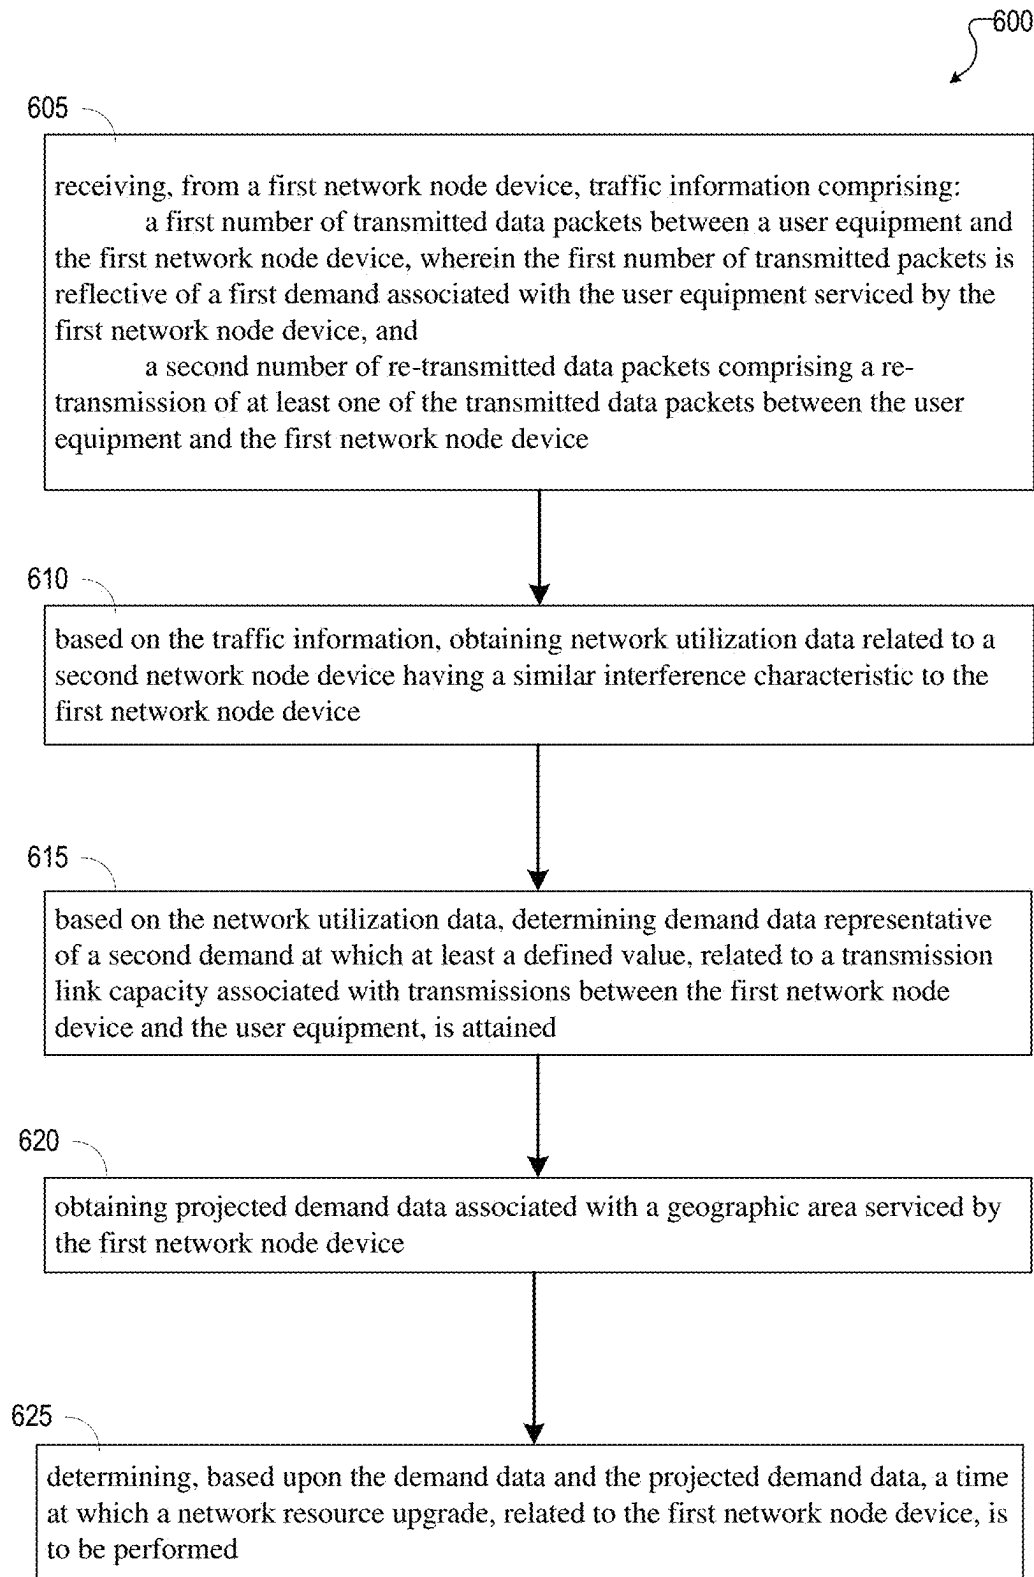 600
605
receiving, from a first network node device, traffic information comprising:
a first number of transmitted data packets between a user equipment and
the first network node device, wherein the first number of transmitted packets is
reflective of a first demand associated with the user equipment serviced by the
first network node device, and
a second number of re-transmitted data packets comprising a re-
transmission of at least one of the transmitted data packets between the user
equipment and the first network node device
610
based on the traffic information, obtaining network utilization data related to a
second network node device having a similar interference characteristic to the
first network node device
615
based on the network utilization data, determining demand data representative
of a second demand at which at least a defined value, related to a transmission
link capacity associated with transmissions between the first network node
device and the user equipment, is attained
620
obtaining projected demand data associated with a geographic area serviced by
the first network node device
625
determining, based upon the demand data and the projected demand data, a time
at which a network resource upgrade, related to the first network node device, is
to be performed